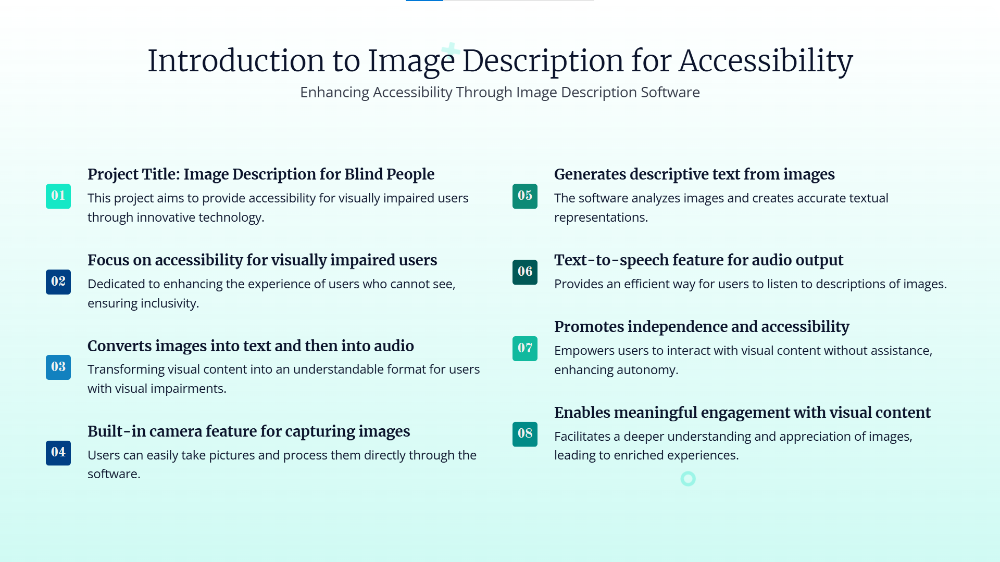 Introduction to Image Description for Accessibility
Enhancing Accessibility Through Image Description Software
01
Project Title: Image Description for Blind People
This project aims to provide accessibility for visually impaired users
through innovative technology.
02
Focus on accessibility for visually impaired users
Dedicated to enhancing the experience of users who cannot see,
ensuring inclusivity.
03
Converts images into text and then into audio
Transforming visual content into an understandable format for users
with visual impairments.
04
Built-in camera feature for capturing images
Users can easily take pictures and process them directly through the
software.
05
Generates descriptive text from images
The software analyzes images and creates accurate textual
representations.
06
Text-to-speech feature for audio output
Provides an efficient way for users to listen to descriptions of images.
07
Promotes independence and accessibility
Empowers users to interact with visual content without assistance,
enhancing autonomy.
08
Enables meaningful engagement with visual content
Facilitates a deeper understanding and appreciation of images,
leading to enriched experiences.